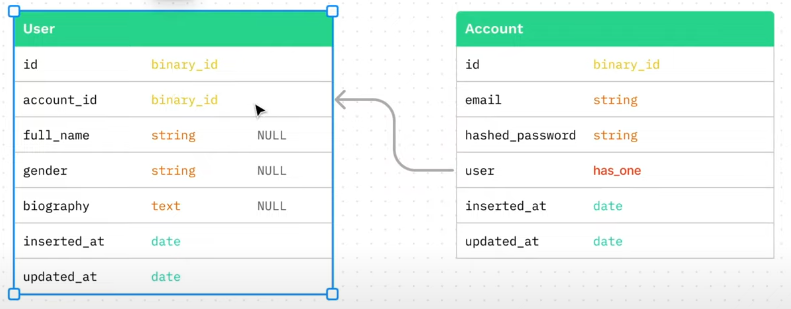 User
id binary_id
account_id binary_id
full_name string NULL
gender string NULL
biography text NULL
inserted_at date
updated_at date
Account
id binary_id
email string
hashed_password string
user has_one
inserted_at date
updated_at date